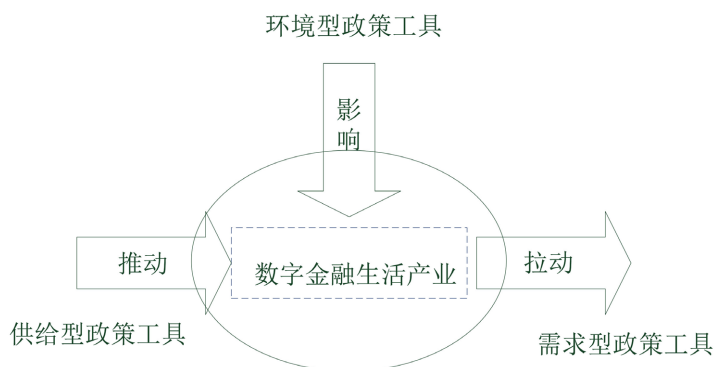 环境型政策工具
影
响
推动
数字金融生活产业
拉动
供给型政策工具
需求型政策工具